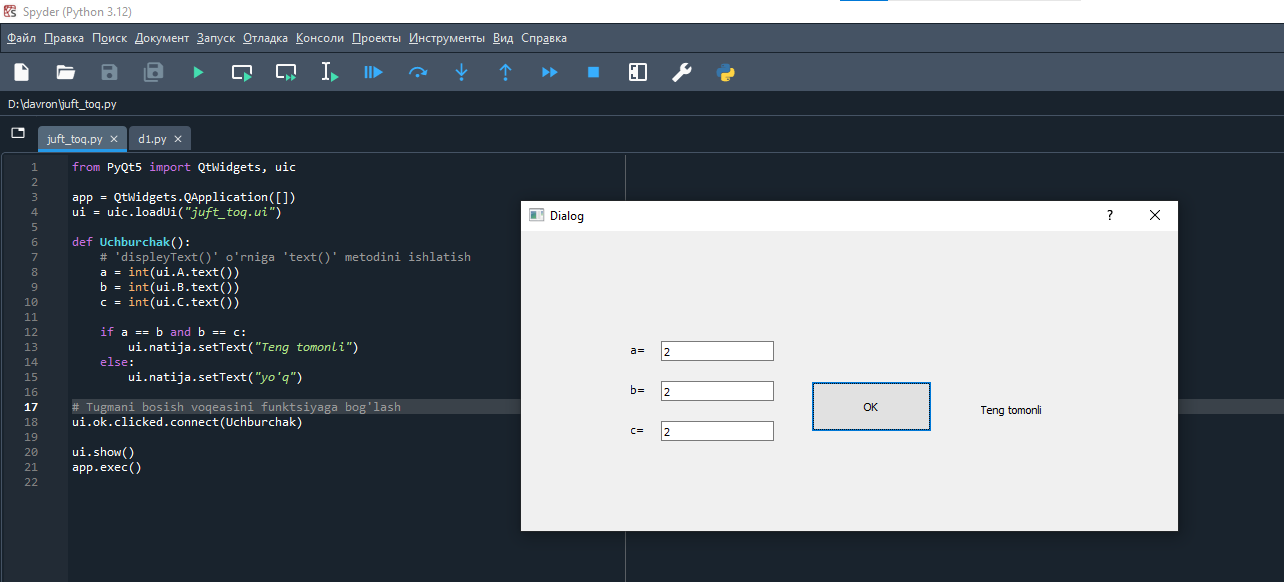 Spyder (Python 3.12)
Файл Правка Поиск Документ Запуск Отладка Консоли Проекты Инструменты Вид Справка
D:\davron\juft_toq.py
juft_toq.py d1.py
1 from PyQt5 import QtWidgets, uic
2
3 app = QtWidgets.QApplication([])
4 ui = uic.loadUi("juft_toq.ui")
5
6 def Uchburchak():
7 # 'displeyText()' o'rniga 'text()' metodini ishlatish
8 a = int(ui.A.text())
9 b = int(ui.B.text())
10 c = int(ui.C.text())
11
12 if a == b and b == c:
13 ui.natija.setText("Teng tomonli")
14 else:
15 ui.natija.setText("yo'q")
16
17 # Tugmani bosish voqeasini funktsiyaga bog'lash
18 ui.ok.clicked.connect(Uchburchak)
19
20 ui.show()
21 app.exec()
22
Dialog ?
a= 2
b= 2
OK
Teng tomonli
c= 2